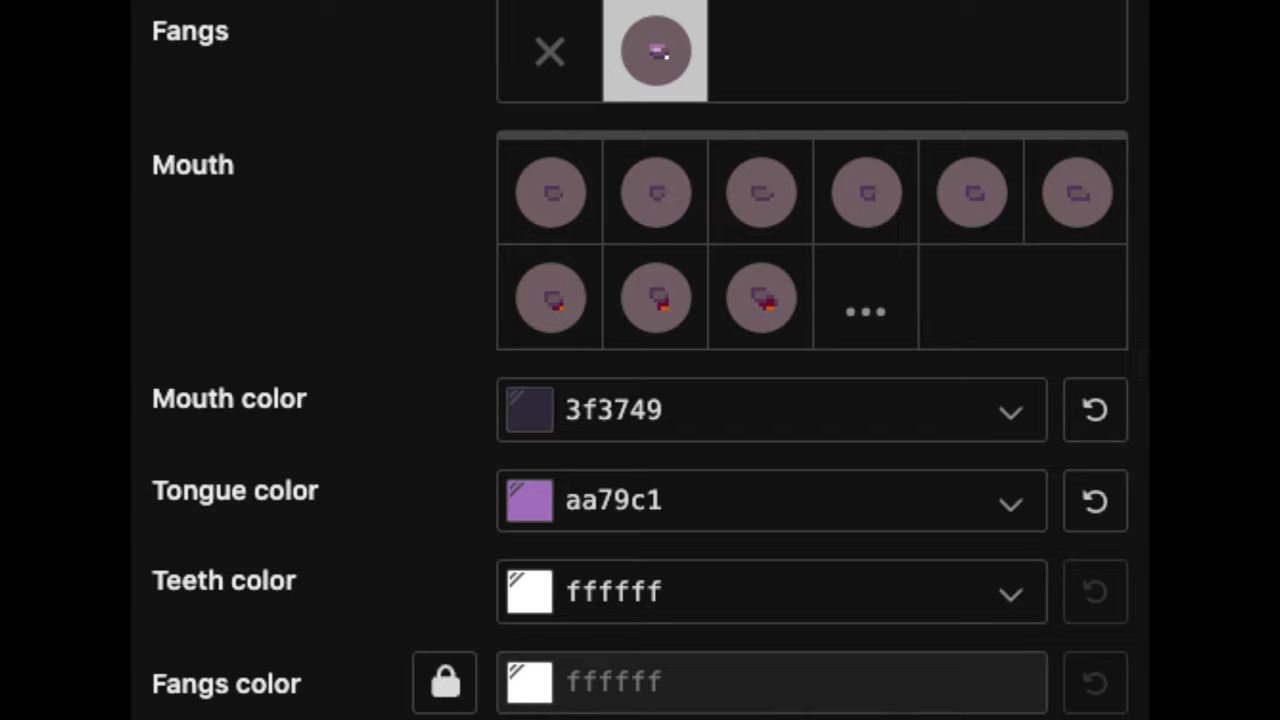 Fangs
Mouth
Mouth color
3f3749
Tongue color
aa79c1
Teeth color
ffffff
Fangs color
ffffff